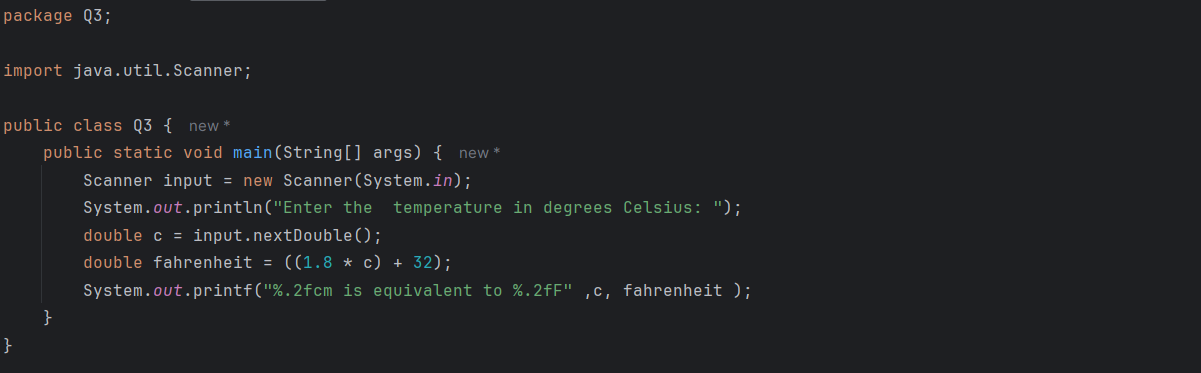 package Q3;
import java.util.Scanner;
public class Q3 {  new *
    public static void main(String[] args) {  new *
        Scanner input = new Scanner(System.in);
        System.out.println("Enter the  temperature in degrees Celsius: ");
        double c = input.nextDouble();
        double fahrenheit = ((1.8 * c) + 32);
        System.out.printf("%.2fcm is equivalent to %.2fF" ,c, fahrenheit );
    }
}